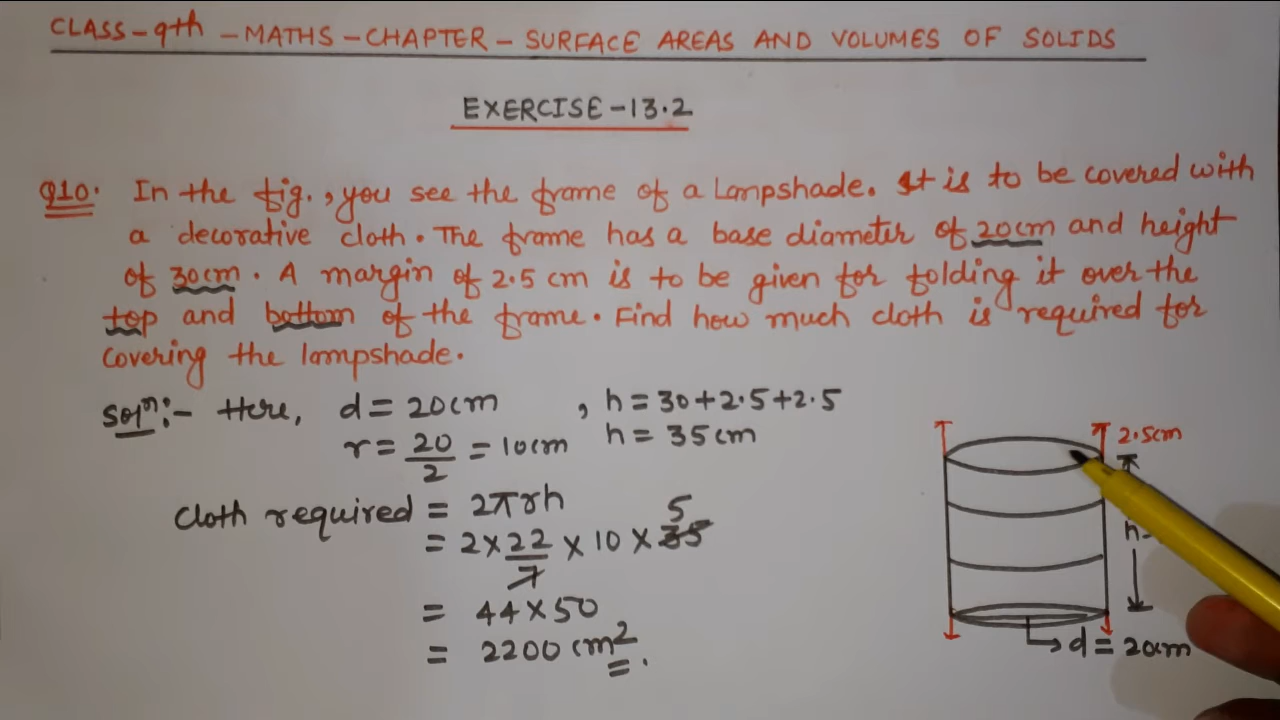 CLASS-9th-MATHS-CHAPTER-SURFACE AREAS AND VOLUMES OF SOLIDS
EXERCISE-13.2
Q10. In the fig., you see the frame of a Lampshade. It is to be covered with
a decorative cloth. The frame has a base diameter of 20cm and height
of 30cm. A margin of 2.5 cm is to be given for folding it over the
top and bottom of the frame. Find how much cloth is required for
covering the lampshade.
Solⁿ:- Here, d = 20cm , h = 30+2.5+2.5
r = 20/2 = 10cm h = 35cm
Cloth required = 2πrh
= 2 × 22/7 × 10 × 35 5
= 44×50
= 2200 cm² .
2.5cm
h=
d = 20cm